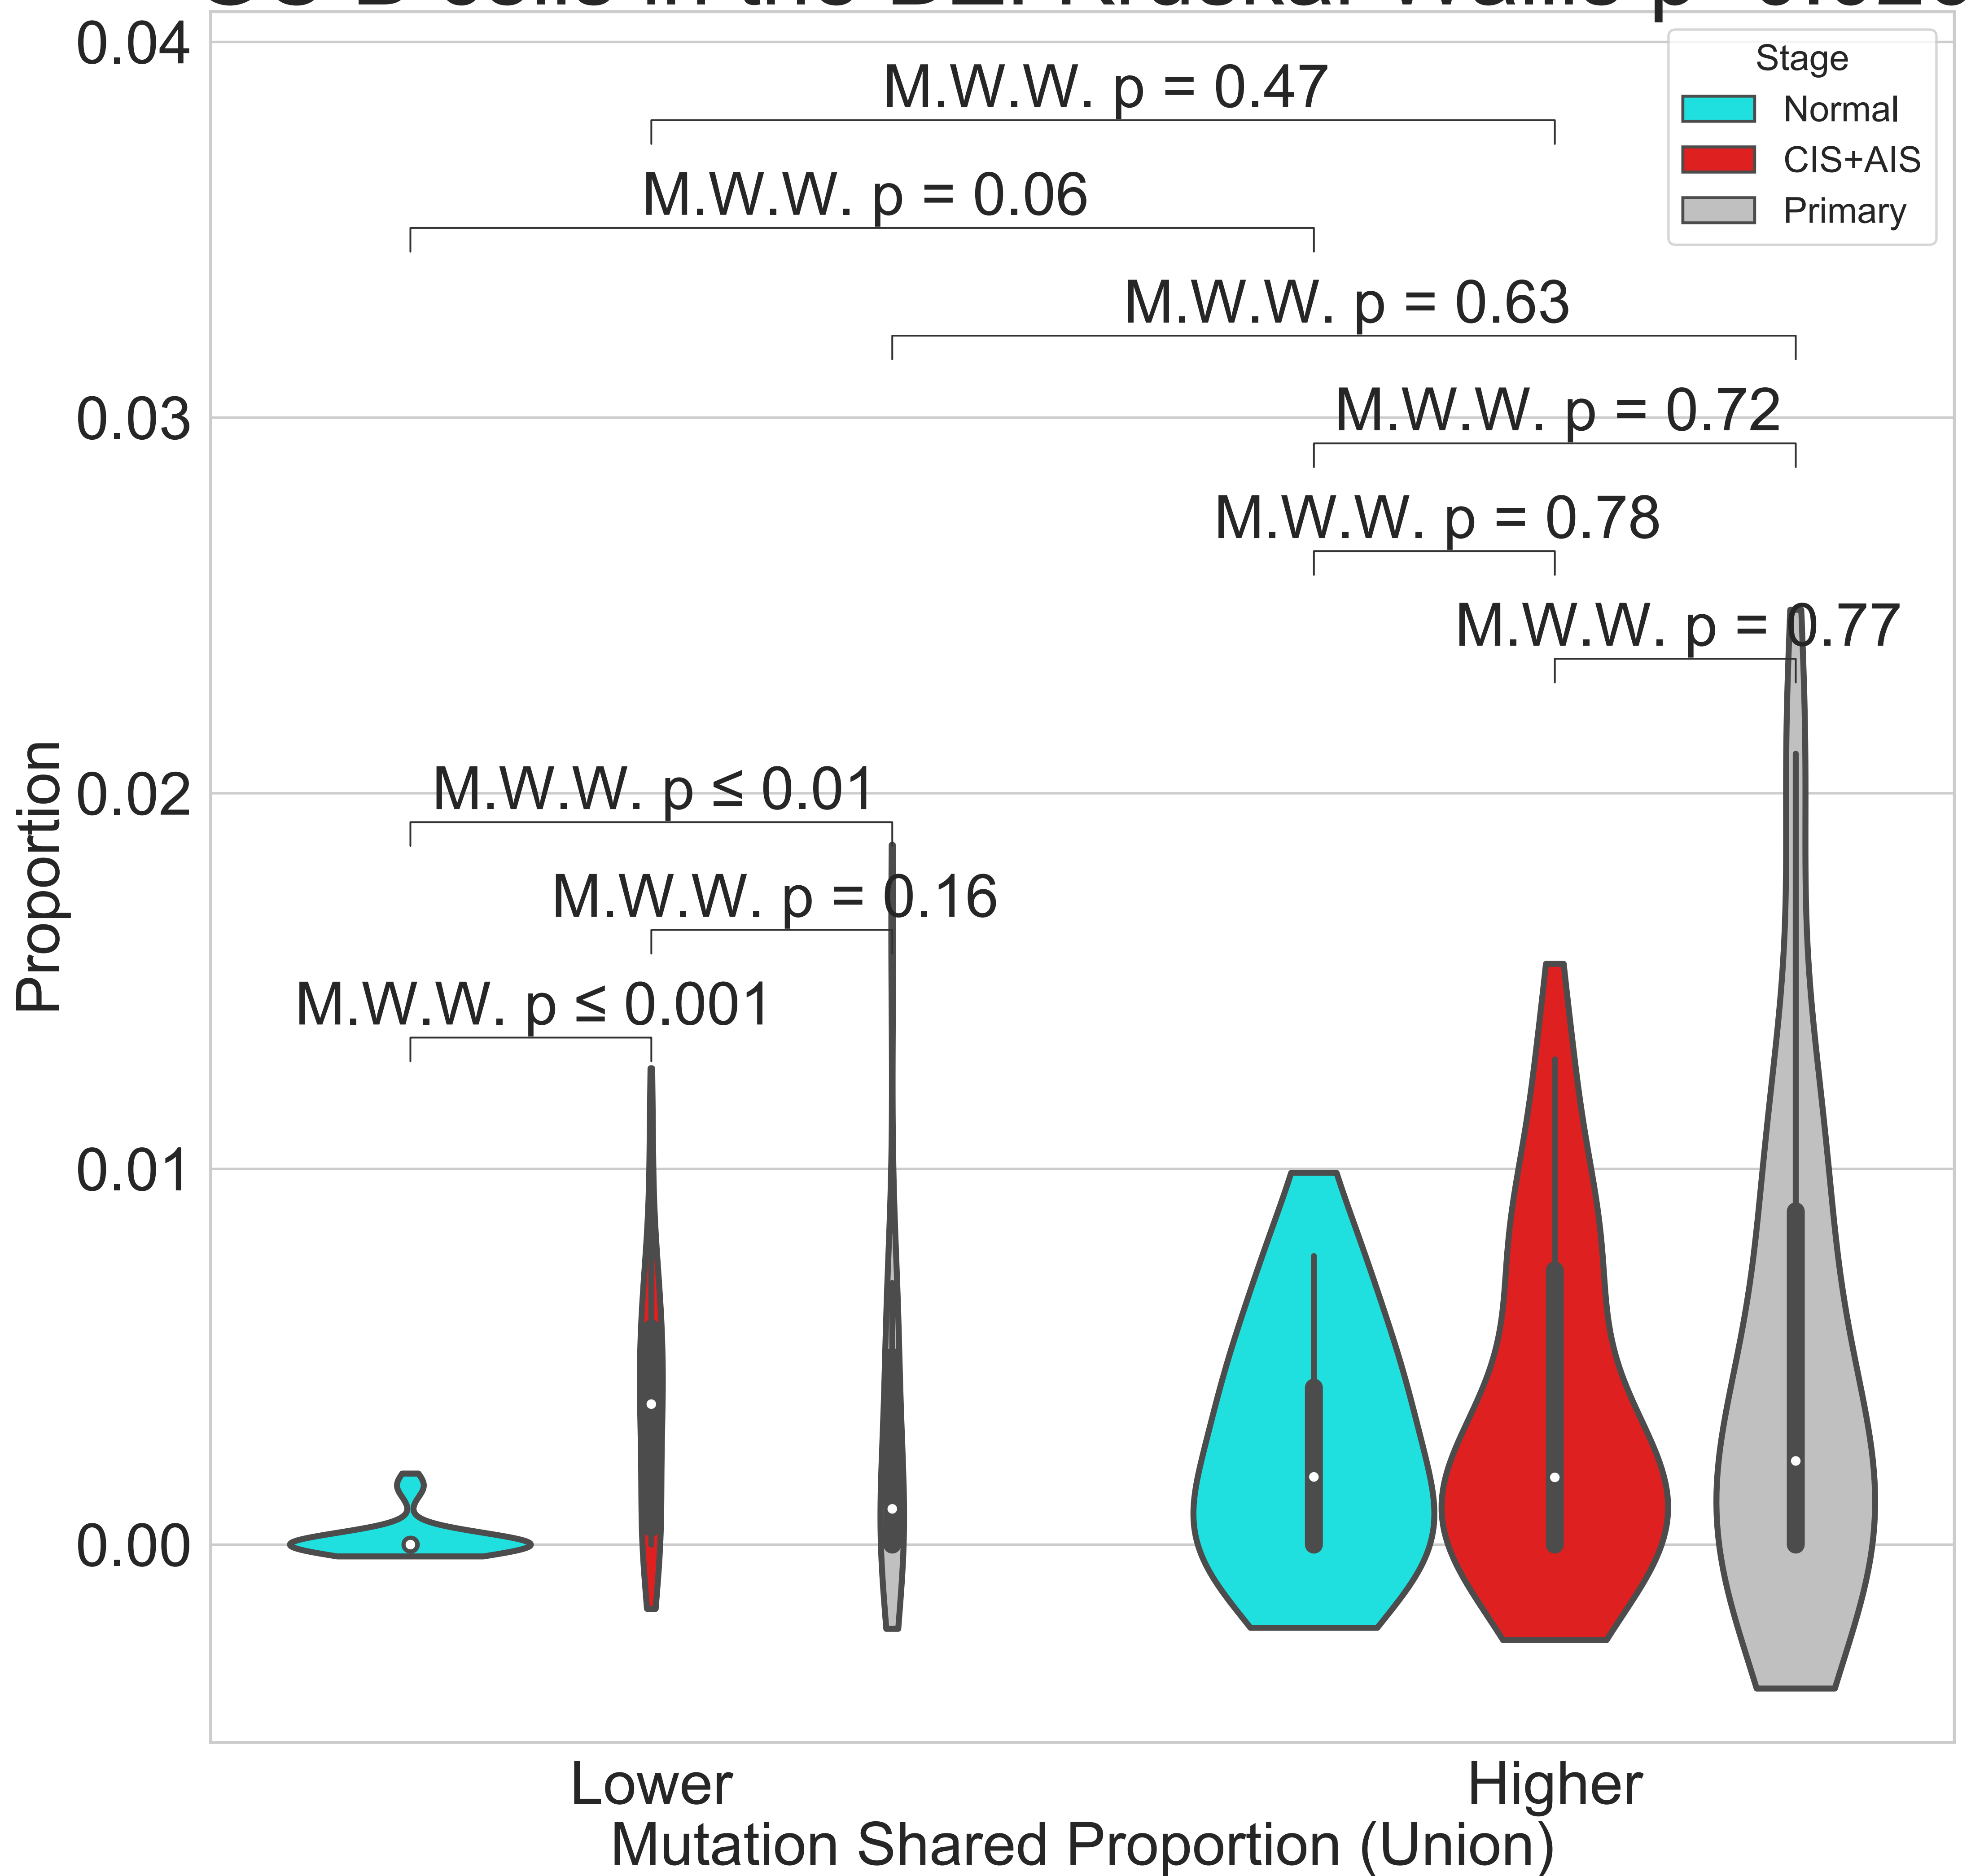 Stage
Normal
CIS+AIS
Primary
M.W.W. p = 0.47
M.W.W. p = 0.06
M.W.W. p = 0.63
M.W.W. p = 0.72
M.W.W. p = 0.78
M.W.W. p = 0.77
M.W.W. p ≤ 0.01
M.W.W. p = 0.16
M.W.W. p ≤ 0.001
0.04
0.03
0.02
0.01
0.00
Proportion
Lower
Higher
Mutation Shared Proportion (Union)